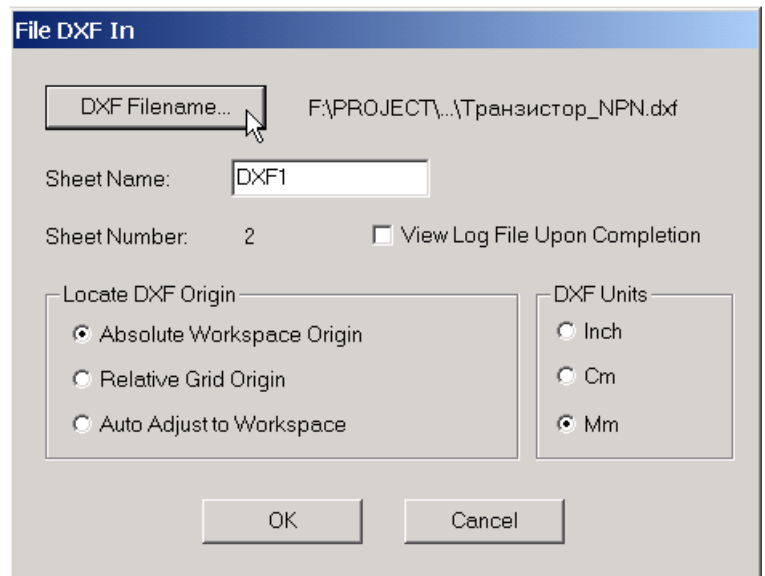 File DXF In
DXF Filename... F:\PROJECT\...\Транзистор_NPN.dxf
Sheet Name: DXF1
Sheet Number: 2 View Log File Upon Completion
Locate DXF Origin DXF Units
Absolute Workspace Origin Inch
Relative Grid Origin Cm
Auto Adjust to Workspace Mm
OK Cancel